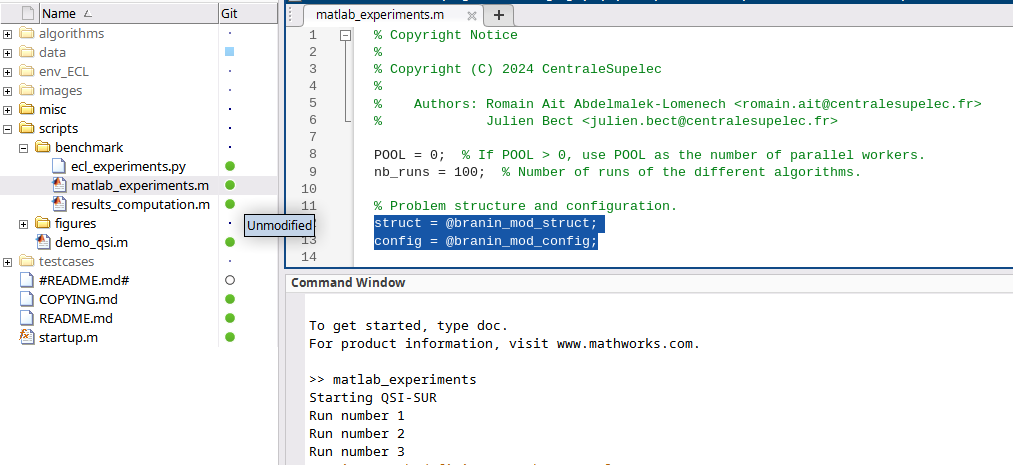 Name Git
algorithms
data
env_ECL
images
misc
scripts
benchmark
ecl_experiments.py
matlab_experiments.m
results_computation.m
figures
Unmodified
demo_qsi.m
testcases
#README.md#
COPYING.md
README.md
startup.m
matlab_experiments.m
1 % Copyright Notice
2 %
3 % Copyright (C) 2024 CentraleSupelec
4 %
5 % Authors: Romain Ait Abdelmalek-Lomenech <romain.ait@centralesupelec.fr>
6 % Julien Bect <julien.bect@centralesupelec.fr>
7
8 POOL = 0; % If POOL > 0, use POOL as the number of parallel workers.
9 nb_runs = 100; % Number of runs of the different algorithms.
10
11 % Problem structure and configuration.
12 struct = @branin_mod_struct;
13 config = @branin_mod_config;
14
Command Window
To get started, type doc.
For product information, visit www.mathworks.com.
>> matlab_experiments
Starting QSI-SUR
Run number 1
Run number 2
Run number 3